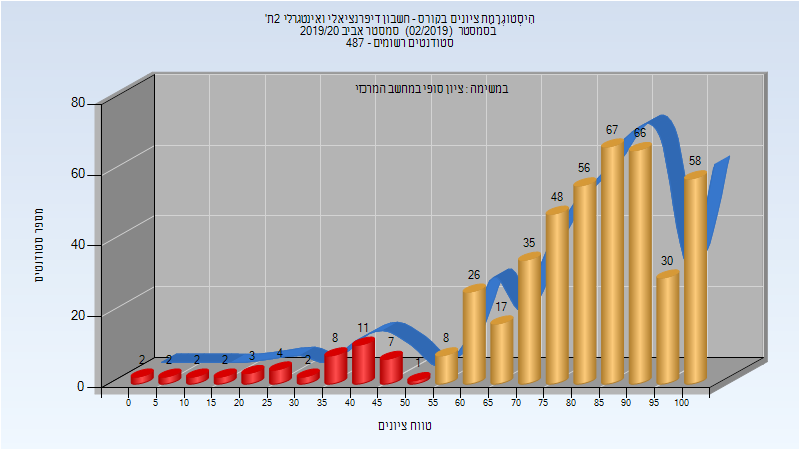 היסטוגרמת ציונים בקורס - חשבון דיפרנציאלי ואינטגרלי 2ת'
בסמסטר (02/2019) סמסטר אביב 2019/20
סטודנטים רשומים - 487
במשימה : ציון סופי במחשב המרכזי
80
60
40
20
0
מספר סטודנטים
2 2 2 2 3 4 2 8 11 7 1 8 26 17 35 48 56 67 66 30 58
0 5 10 15 20 25 30 35 40 45 50 55 60 65 70 75 80 85 90 95 100
טווח ציונים